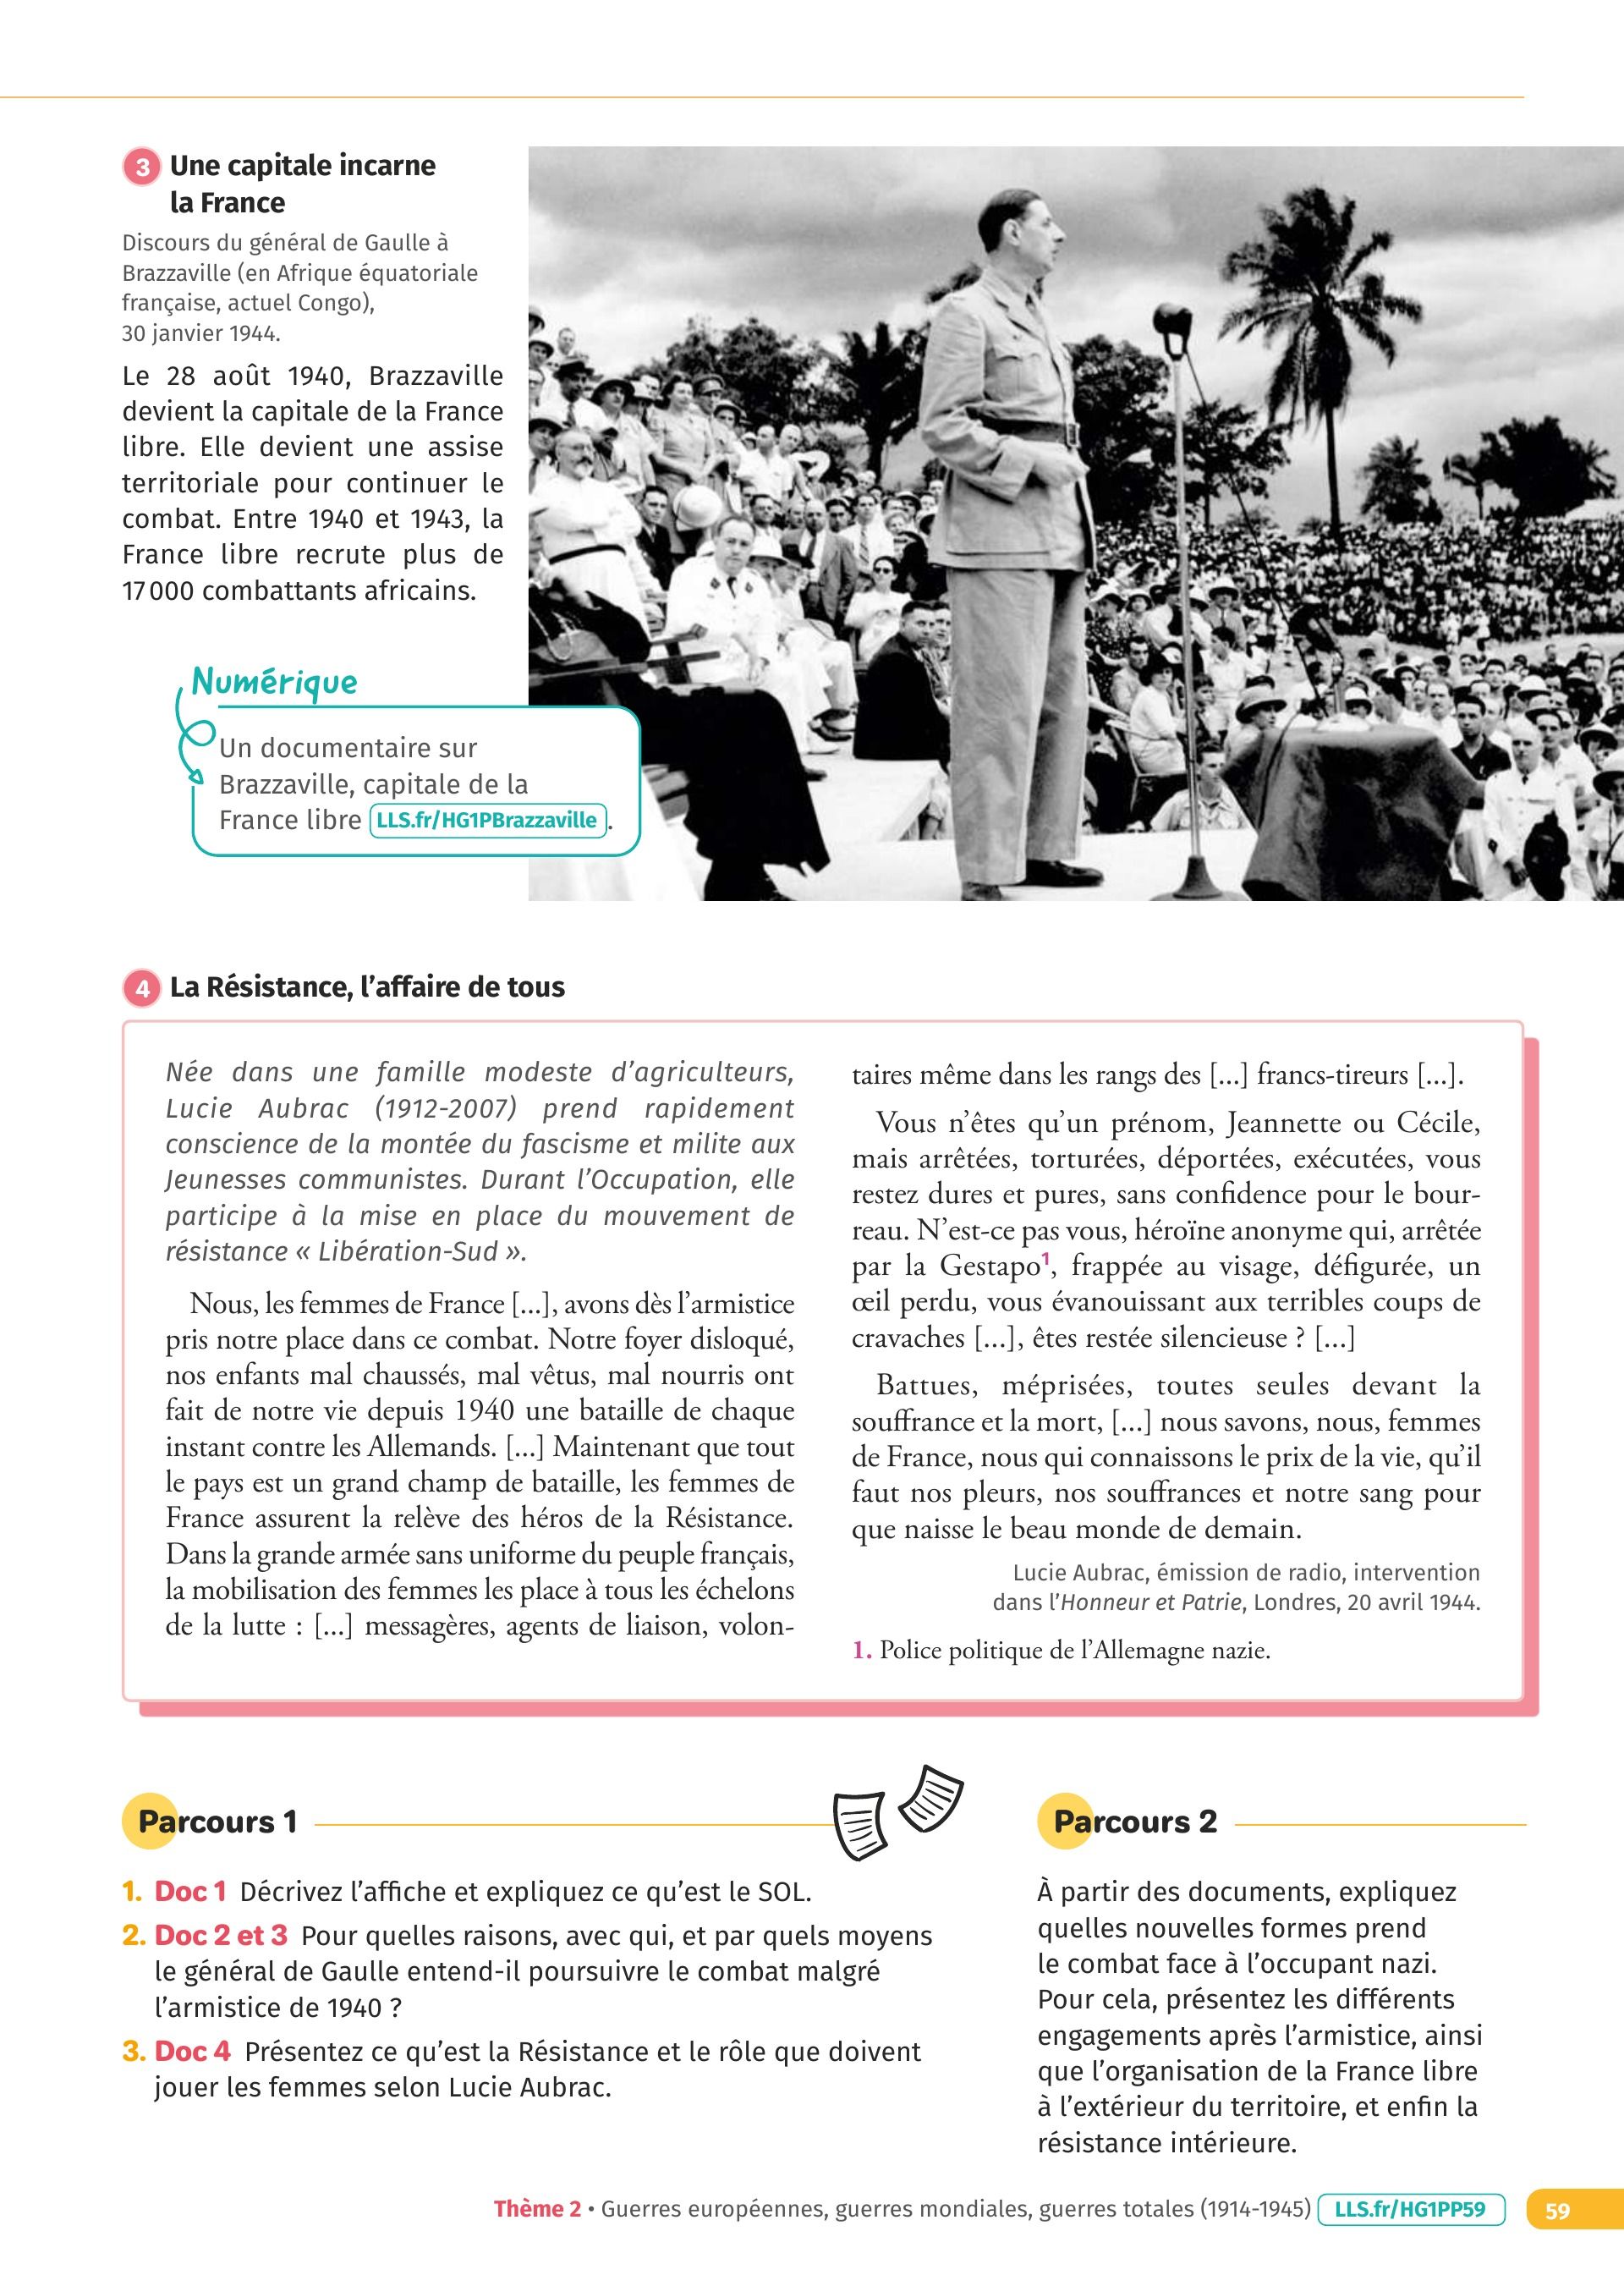 3 Une capitale incarne
la France
Discours du général de Gaulle à
Brazzaville (en Afrique équatoriale
française, actuel Congo),
30 janvier 1944.
Le 28 août 1940, Brazzaville
devient la capitale de la France
libre. Elle devient une assise
territoriale pour continuer le
combat. Entre 1940 et 1943, la
France libre recrute plus de
17 000 combattants africains.
Numérique
Un documentaire sur
Brazzaville, capitale de la
France libre LLS.fr/HG1PBrazzaville .
4 La Résistance, l’affaire de tous
Née dans une famille modeste d’agriculteurs,
Lucie Aubrac (1912-2007) prend rapidement
conscience de la montée du fascisme et milite aux
Jeunesses communistes. Durant l’Occupation, elle
participe à la mise en place du mouvement de
résistance « Libération-Sud ».
Nous, les femmes de France [...], avons dès l’armistice
pris notre place dans ce combat. Notre foyer disloqué,
nos enfants mal chaussés, mal vêtus, mal nourris ont
fait de notre vie depuis 1940 une bataille de chaque
instant contre les Allemands. [...] Maintenant que tout
le pays est un grand champ de bataille, les femmes de
France assurent la relève des héros de la Résistance.
Dans la grande armée sans uniforme du peuple français,
la mobilisation des femmes les place à tous les échelons
de la lutte : [...] messagères, agents de liaison, volon-
taires même dans les rangs des [...] francs-tireurs [...].
Vous n’êtes qu’un prénom, Jeannette ou Cécile,
mais arrêtées, torturées, déportées, exécutées, vous
restez dures et pures, sans confidence pour le bour-
reau. N’est-ce pas vous, héroïne anonyme qui, arrêtée
par la Gestapo1, frappée au visage, défigurée, un
œil perdu, vous évanouissant aux terribles coups de
cravaches [...], êtes restée silencieuse ? [...]
Battues, méprisées, toutes seules devant la
souffrance et la mort, [...] nous savons, nous, femmes
de France, nous qui connaissons le prix de la vie, qu’il
faut nos pleurs, nos souffrances et notre sang pour
que naisse le beau monde de demain.
Lucie Aubrac, émission de radio, intervention
dans l’Honneur et Patrie, Londres, 20 avril 1944.
1. Police politique de l’Allemagne nazie.
Parcours 1
1. Doc 1 Décrivez l’affiche et expliquez ce qu’est le SOL.
2. Doc 2 et 3 Pour quelles raisons, avec qui, et par quels moyens
le général de Gaulle entend-il poursuivre le combat malgré
l’armistice de 1940 ?
3. Doc 4 Présentez ce qu’est la Résistance et le rôle que doivent
jouer les femmes selon Lucie Aubrac.
Parcours 2
À partir des documents, expliquez
quelles nouvelles formes prend
le combat face à l’occupant nazi.
Pour cela, présentez les différents
engagements après l’armistice, ainsi
que l’organisation de la France libre
à l’extérieur du territoire, et enfin la
résistance intérieure.
Thème 2 • Guerres européennes, guerres mondiales, guerres totales (1914-1945) LLS.fr/HG1PP59 59